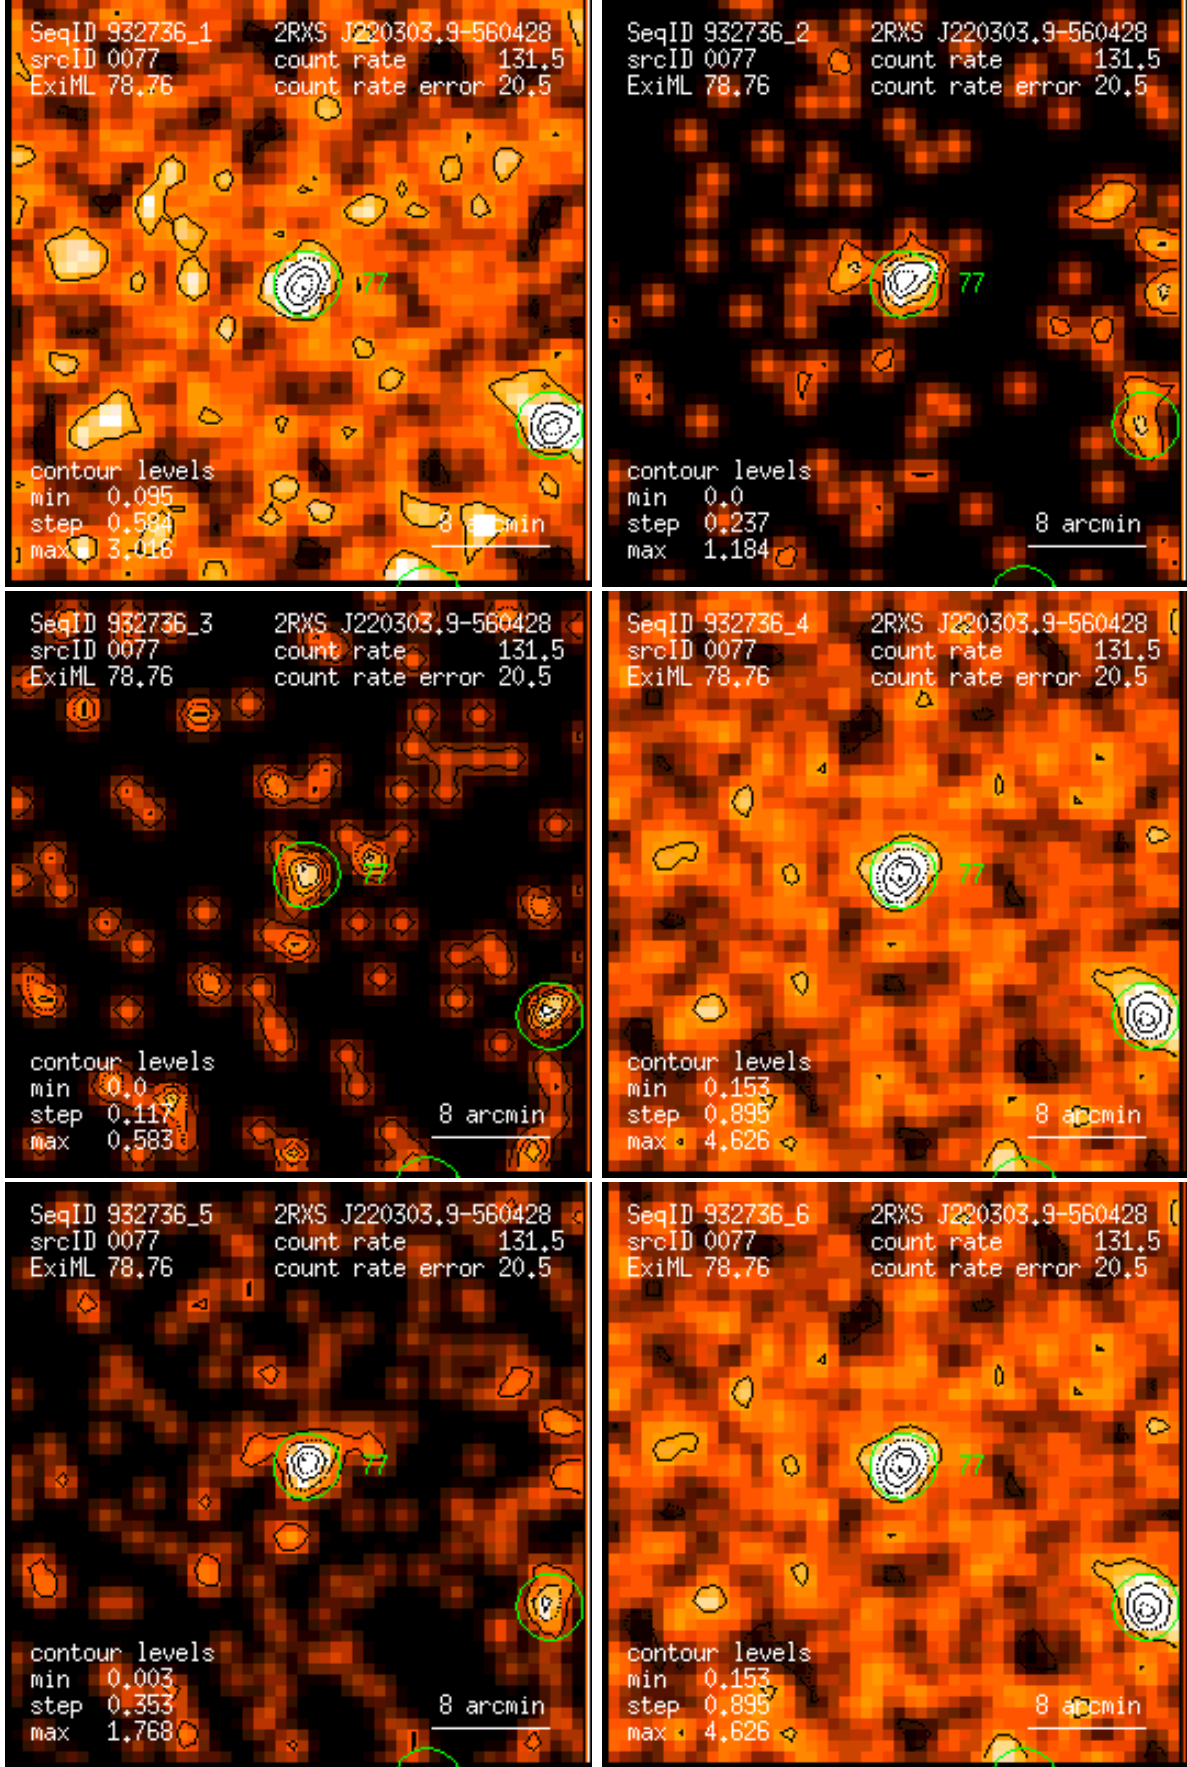 SeqID 932736_1 2RXS J220303.9-560428
srcID 0077 count rate 131.5
ExiML 78.76 count rate error 20.5
77
contour levels
min 0.095
step 0.584 8 arcmin
max 3.016
SeqID 932736_2 2RXS J220303.9-560428
srcID 0077 count rate 131.5
ExiML 78.76 count rate error 20.5
77
contour levels
min 0.0
step 0.237 8 arcmin
max 1.184
SeqID 932736_3 2RXS J220303.9-560428
srcID 0077 count rate 131.5
ExiML 78.76 count rate error 20.5
77
contour levels
min 0.0
step 0.117 8 arcmin
max 0.583
SeqID 932736_4 2RXS J220303.9-560428
srcID 0077 count rate 131.5
ExiML 78.76 count rate error 20.5
77
contour levels
min 0.153
step 0.895 8 arcmin
max 4.626
SeqID 932736_5 2RXS J220303.9-560428
srcID 0077 count rate 131.5
ExiML 78.76 count rate error 20.5
77
contour levels
min 0.003
step 0.353 8 arcmin
max 1.768
SeqID 932736_6 2RXS J220303.9-560428
srcID 0077 count rate 131.5
ExiML 78.76 count rate error 20.5
77
contour levels
min 0.153
step 0.895 8 arcmin
max 4.626